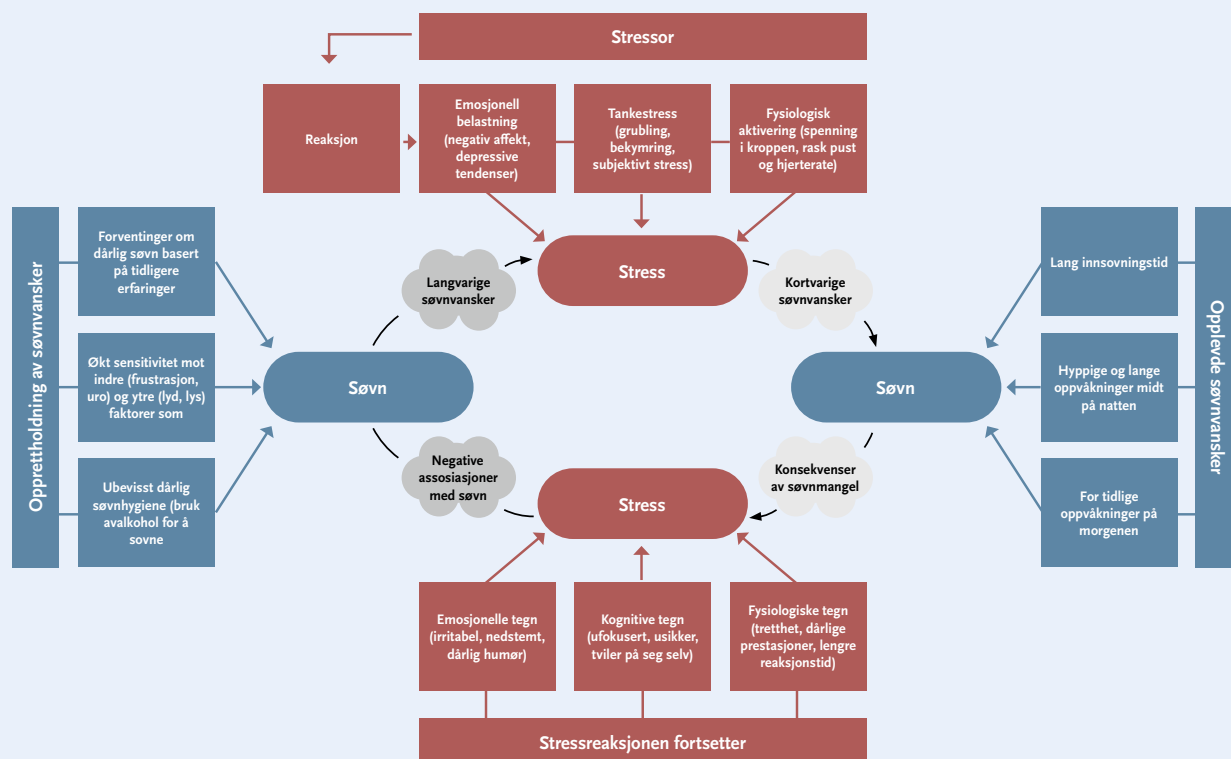 Stressor
Reaksjon
Emosjonell
belastning
(negativ affekt,
depressive
tendenser)
Tankestress
(grubling,
bekymring,
subjektivt stress)
Fysiologisk
aktivering (spenning
i kroppen, rask pust
og hjerterate)
Opprettholdning av søvnvansker
Forventinger om
dårlig søvn basert
på tidligere
erfaringer
Økt sensitivitet mot
indre (frustrasjon,
uro) og ytre (lyd, lys)
faktorer som
Ubevisst dårlig
søvnhygiene (bruk
avalkohol for å
sovne
Langvarige
søvnvansker
Stress
Kortvarige
søvnvansker
Søvn
Søvn
Negative
assosiasjoner
med søvn
Stress
Konsekvenser
av søvnmangel
Lang innsovningstid
Hyppige og lange
oppvåkninger midt
på natten
For tidlige
oppvåkninger på
morgenen
Opplevde søvnvansker
Emosjonelle tegn
(irritabel, nedstemt,
dårlig humør)
Kognitive tegn
(ufokusert, usikker,
tviler på seg selv)
Fysiologiske tegn
(tretthet, dårlige
prestasjoner, lengre
reaksjonstid)
Stressreaksjonen fortsetter